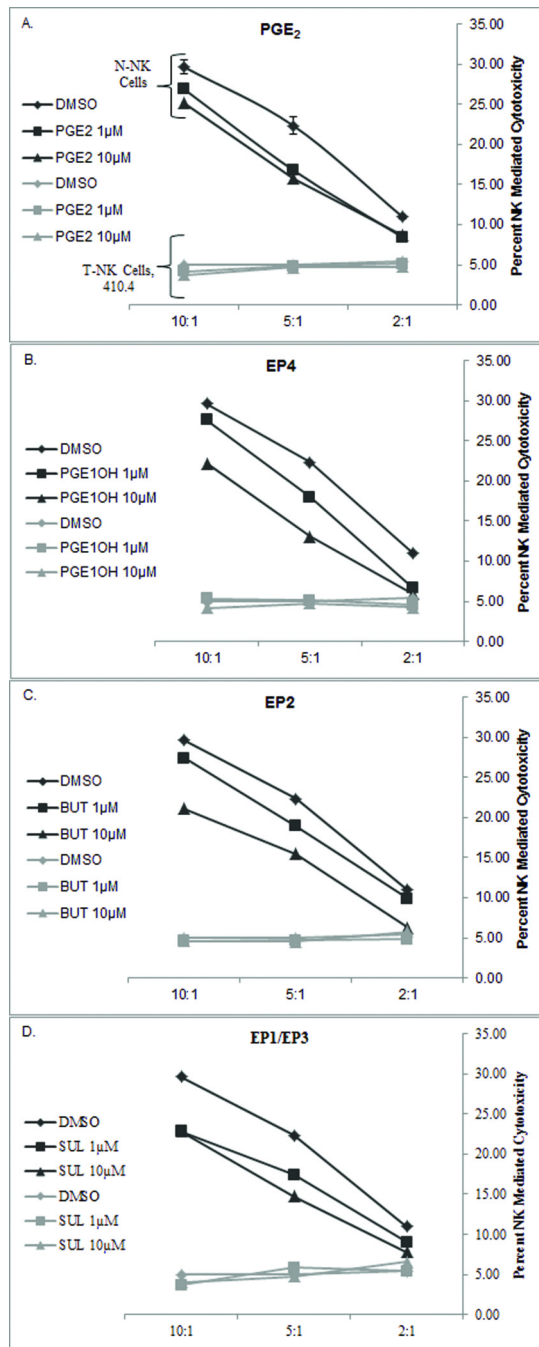 A.
PGE2
N-NK
Cells
DMSO
PGE2 1µM
PGE2 10µM
DMSO
PGE2 1µM
PGE2 10µM
T-NK Cells,
410.4
35.00
30.00
25.00
20.00
15.00
10.00
5.00
0.00
Percent NK Mediated Cytotoxicity
10:1 5:1 2:1
B.
EP4
DMSO
PGE1OH 1µM
PGE1OH 10µM
DMSO
PGE1OH 1µM
PGE1OH 10µM
35.00
30.00
25.00
20.00
15.00
10.00
5.00
0.00
Percent NK Mediated Cytotoxicity
10:1 5:1 2:1
C.
EP2
DMSO
BUT 1µM
BUT 10µM
DMSO
BUT 1µM
BUT 10µM
35.00
30.00
25.00
20.00
15.00
10.00
5.00
0.00
Percent NK Mediated Cytotoxicity
10:1 5:1 2:1
D.
EP1/EP3
DMSO
SUL 1µM
SUL 10µM
DMSO
SUL 1µM
SUL 10µM
35.00
30.00
25.00
20.00
15.00
10.00
5.00
0.00
Percent NK Mediated Cytotoxicity
10:1 5:1 2:1